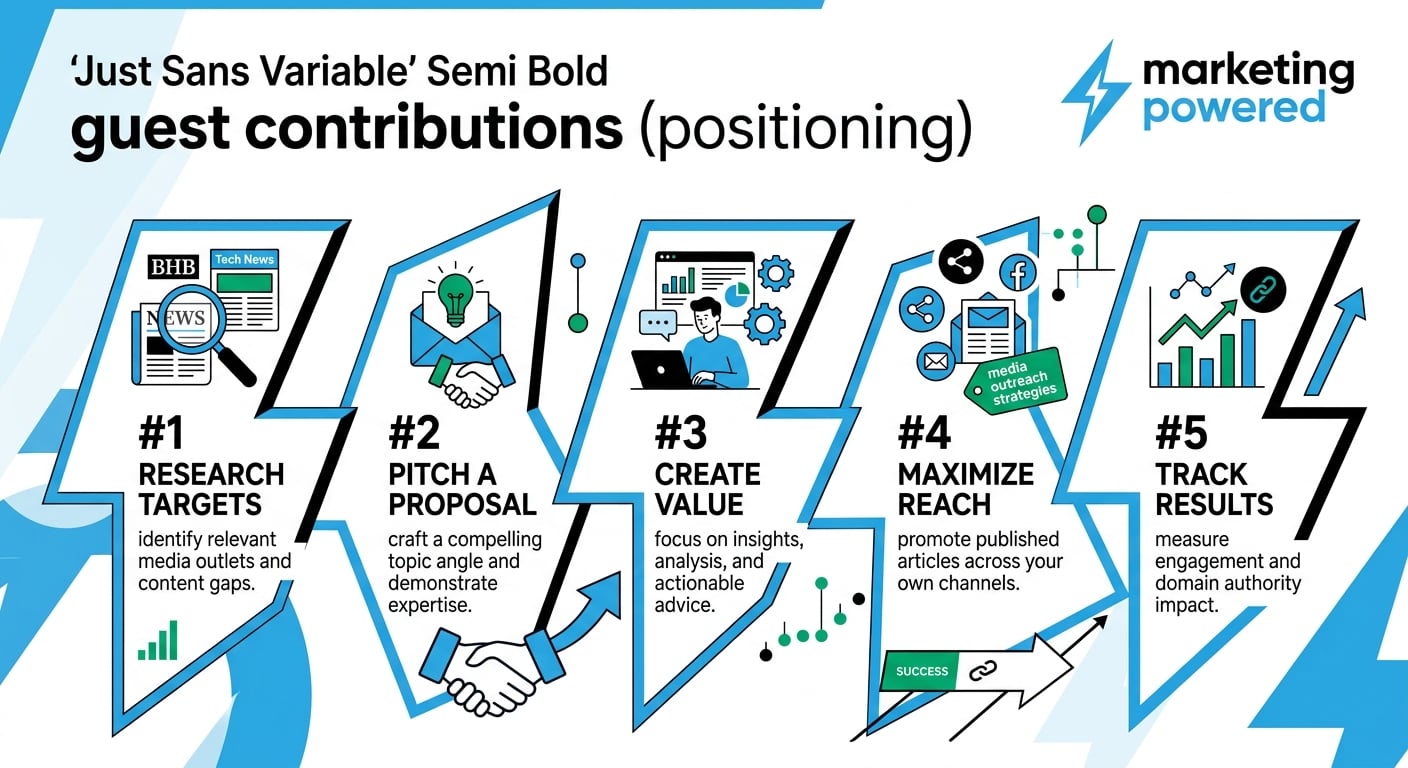 ‘Just Sans Variable’ Semi Bold
guest contributions (positioning)
marketing
powered
BHB
Tech News
NEWS
#1
RESEARCH
TARGETS
identify relevant
media outlets and
content gaps.
#2
PITCH A
PROPOSAL
craft a compelling
topic angle and
demonstrate
expertise.
#3
CREATE
VALUE
focus on insights,
analysis, and
actionable
advice.
media
outreach
strategies
#4
MAXIMIZE
REACH
promote published
articles across your
own channels.
SUCCESS
#5
TRACK
RESULTS
measure
engagement and
domain authority
impact.